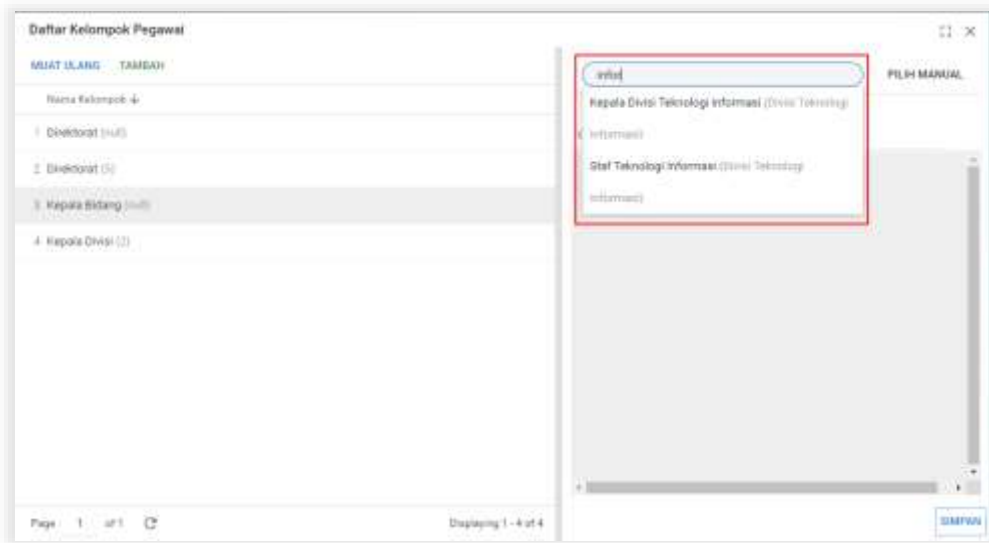 Daftar Kelompok Pegawai
MUAT ULANG TAMBAH
Nama Kelompok
1 Direktorat (null)
2 Direktorat (5)
3 Kepala Bidang (null)
4 Kepala Divisi (2)
Page 1 of 1
Displaying 1 - 4 of 4
PILIH MANUAL
Kepala Divisi Teknologi Informasi (Divisi Teknologi
Informasi)
Staf Teknologi Informasi (Divisi Teknologi
Informasi)
SIMPAN